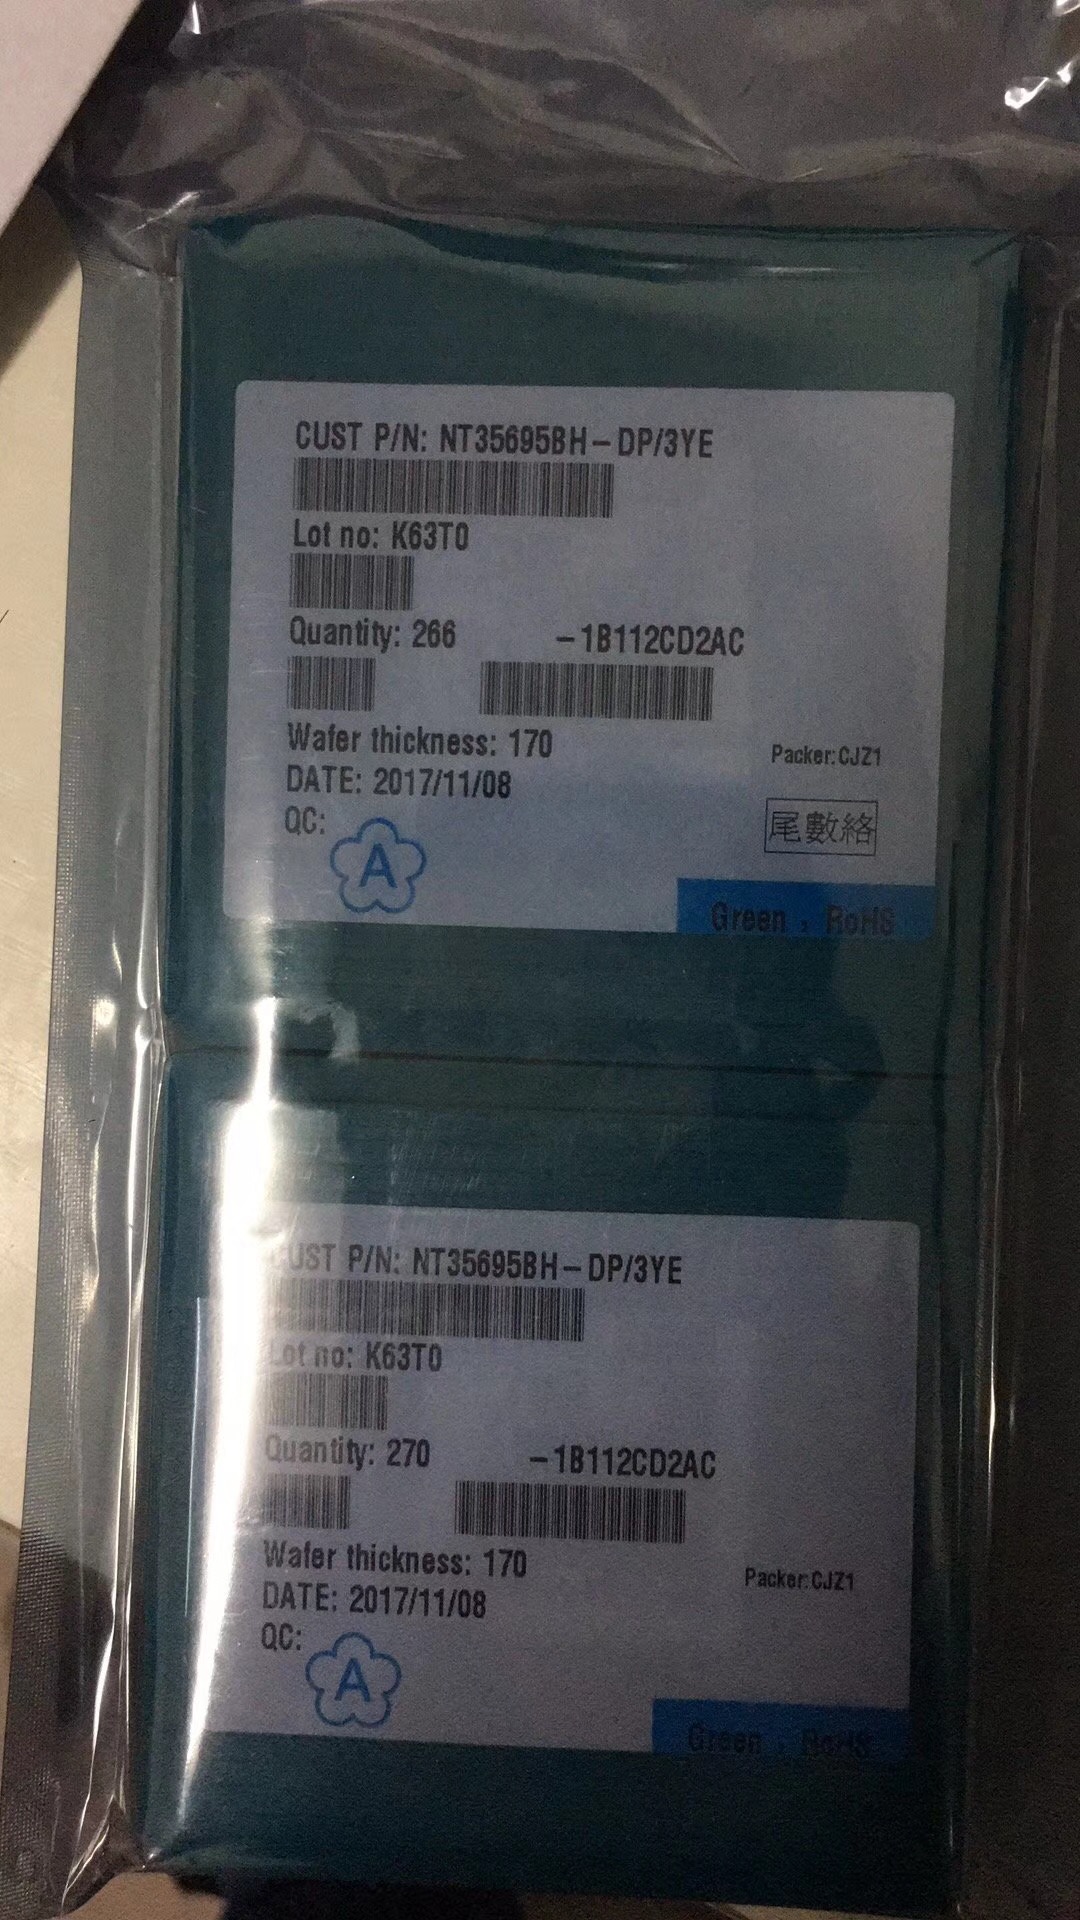 CUST P/N: NT35695BH-DP/3YE
Lot no: K63T0
Quantity: 266 -1B112CD2AC
Wafer thickness: 170
Packer:CJZ1
DATE: 2017/11/08
QC: A
尾數絡
Green , RoHS
CUST P/N: NT35695BH-DP/3YE
Lot no: K63T0
Quantity: 270 -1B112CD2AC
Wafer thickness: 170
Packer:CJZ1
DATE: 2017/11/08
QC: A
Green , RoHS